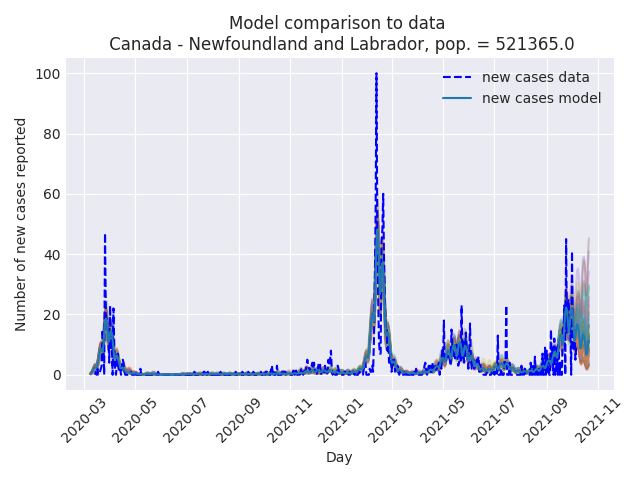 Model comparison to data
Canada - Newfoundland and Labrador, pop. = 521365.0
new cases data
new cases model
Number of new cases reported
100
80
60
40
20
0
2020-03
2020-05
2020-07
2020-09
2020-11
2021-01
2021-03
2021-05
2021-07
2021-09
2021-11
Day